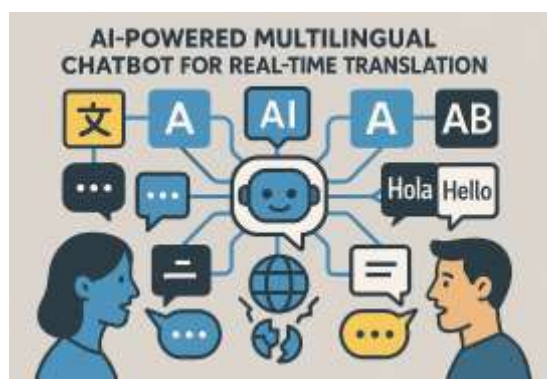 AI-POWERED MULTILINGUAL
CHATBOT FOR REAL-TIME TRANSLATION
文 A AI A AB
Hola Hello